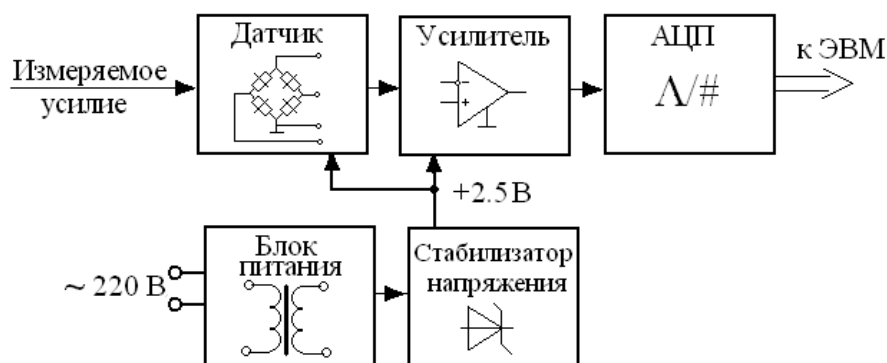 Датчик
Усилитель
АЦП
к ЭВМ
Измеряемое
усилие
Λ/#
+2.5 В
Блок
питания
Стабилизатор
напряжения
~ 220 В